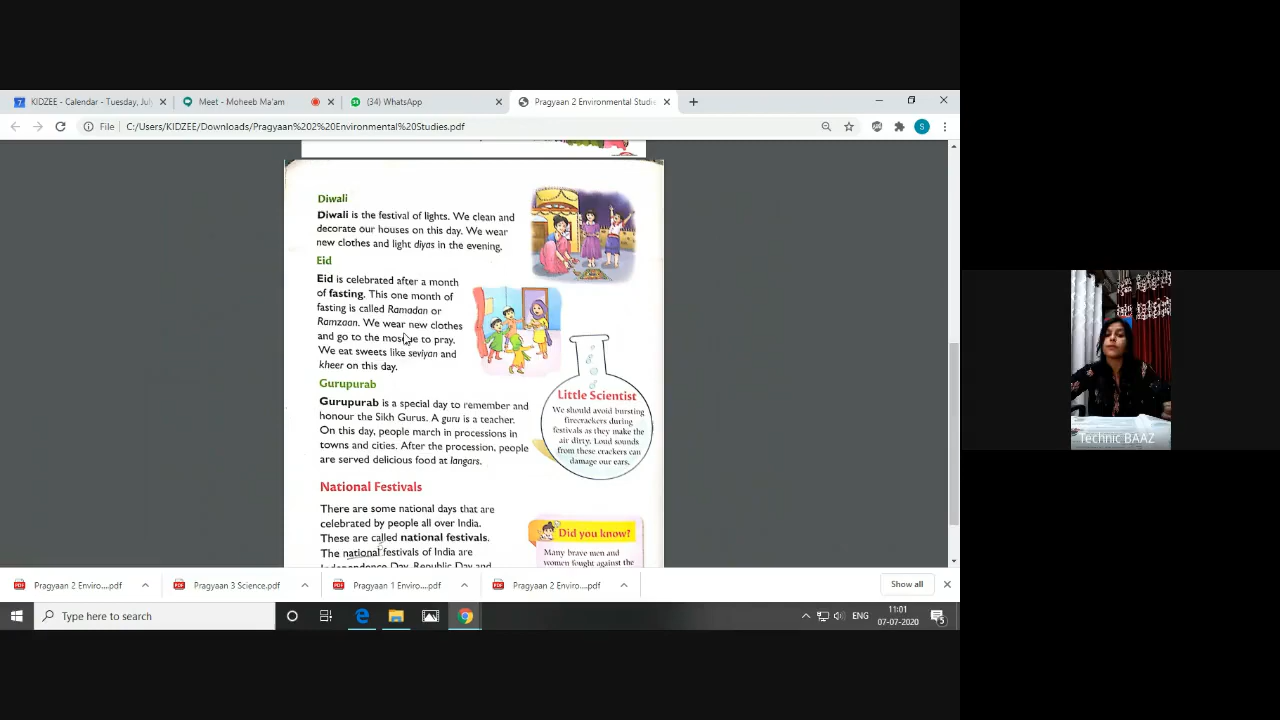 KIDZEE - Calendar - Tuesday, Jul
Meet - Moheeb Ma'am
(34) WhatsApp
Pragyaan 2 Environmental Studie
File
C:/Users/KIDZEE/Downloads/Pragyaan%202%20Environmental%20Studies.pdf
S
Diwali
Diwali is the festival of lights. We clean and
decorate our houses on this day. We wear
new clothes and light diyas in the evening.
Eid
Eid is celebrated after a month
of fasting. This one month of
fasting is called Ramadan or
Ramzaan. We wear new clothes
and go to the mosque to pray.
We eat sweets like seviyan and
kheer on this day.
Gurupurab
Gurupurab is a special day to remember and
honour the Sikh Gurus. A guru is a teacher.
On this day, people march in processions in
towns and cities. After the procession, people
are served delicious food at langars.
Little Scientist
We should avoid bursting
firecrackers during
festivals as they make the
air dirty. Loud sounds
from these crackers can
damage our ears.
National Festivals
There are some national days that are
celebrated by people all over India.
These are called national festivals.
The national festivals of India are
Independence Day, Republic Day and
Did you know?
Many brave men and
women fought against the
Technic BAAZ
Pragyaan 2 Enviro....pdf
Pragyaan 3 Science.pdf
Pragyaan 1 Enviro....pdf
Pragyaan 2 Enviro....pdf
Show all
Type here to search
ENG
11:01
07-07-2020
5